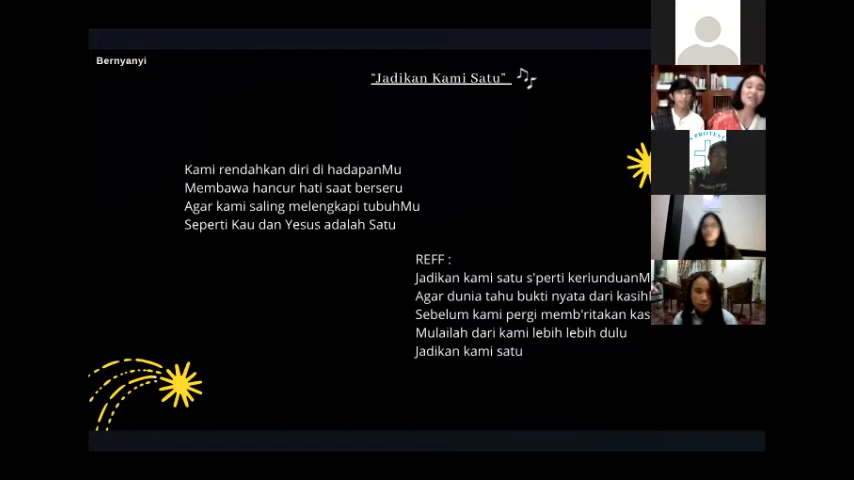 Bernyanyi
"Jadikan Kami Satu"
Kami rendahkan diri di hadapanMu
Membawa hancur hati saat berseru
Agar kami saling melengkapi tubuhMu
Seperti Kau dan Yesus adalah Satu
REFF :
Jadikan kami satu s'perti keriunduanM
Agar dunia tahu bukti nyata dari kasih
Sebelum kami pergi memb'ritakan kas
Mulailah dari kami lebih lebih dulu
Jadikan kami satu